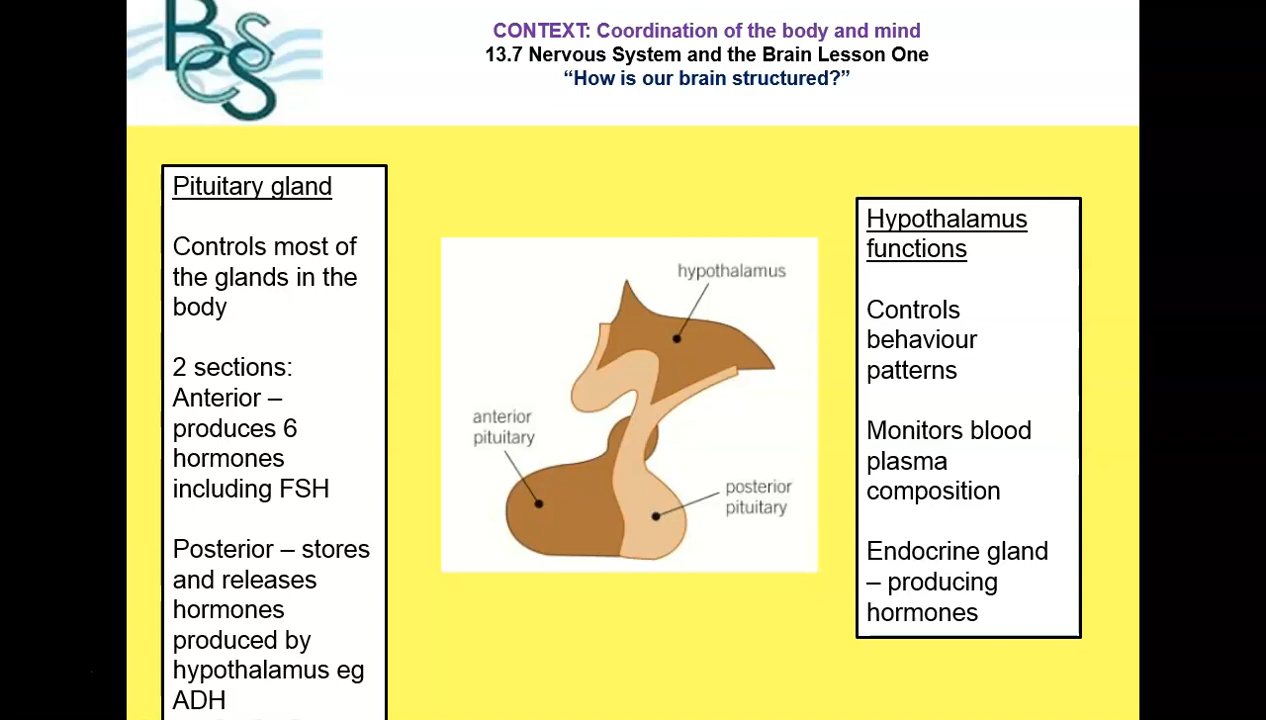 BCCSS
CONTEXT: Coordination of the body and mind
13.7 Nervous System and the Brain Lesson One
“How is our brain structured?”
Pituitary gland
Controls most of
the glands in the
body
2 sections:
Anterior –
produces 6
hormones
including FSH
Posterior – stores
and releases
hormones
produced by
hypothalamus eg
ADH
hypothalamus
anterior
pituitary
posterior
pituitary
Hypothalamus
functions
Controls
behaviour
patterns
Monitors blood
plasma
composition
Endocrine gland
– producing
hormones